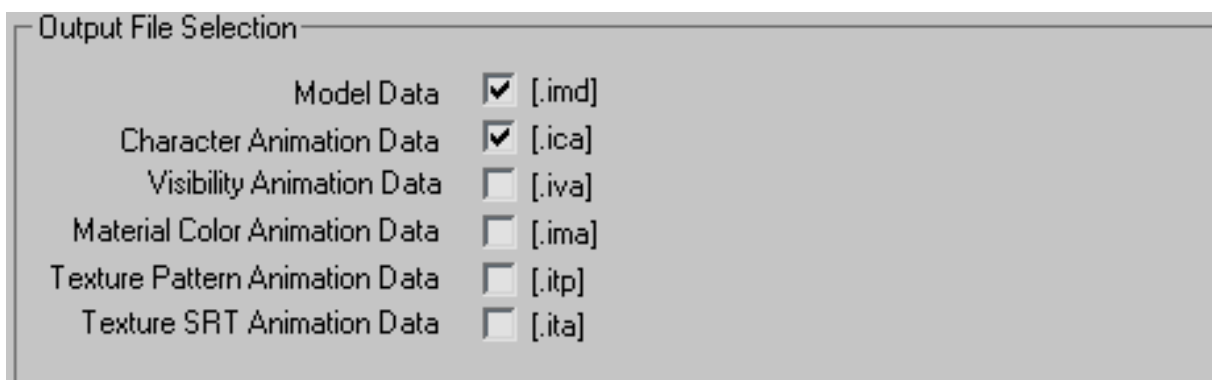 Output File Selection
Model Data [.imd]
Character Animation Data [.ica]
Visibility Animation Data [.iva]
Material Color Animation Data [.ima]
Texture Pattern Animation Data [.itp]
Texture SRT Animation Data [.ita]